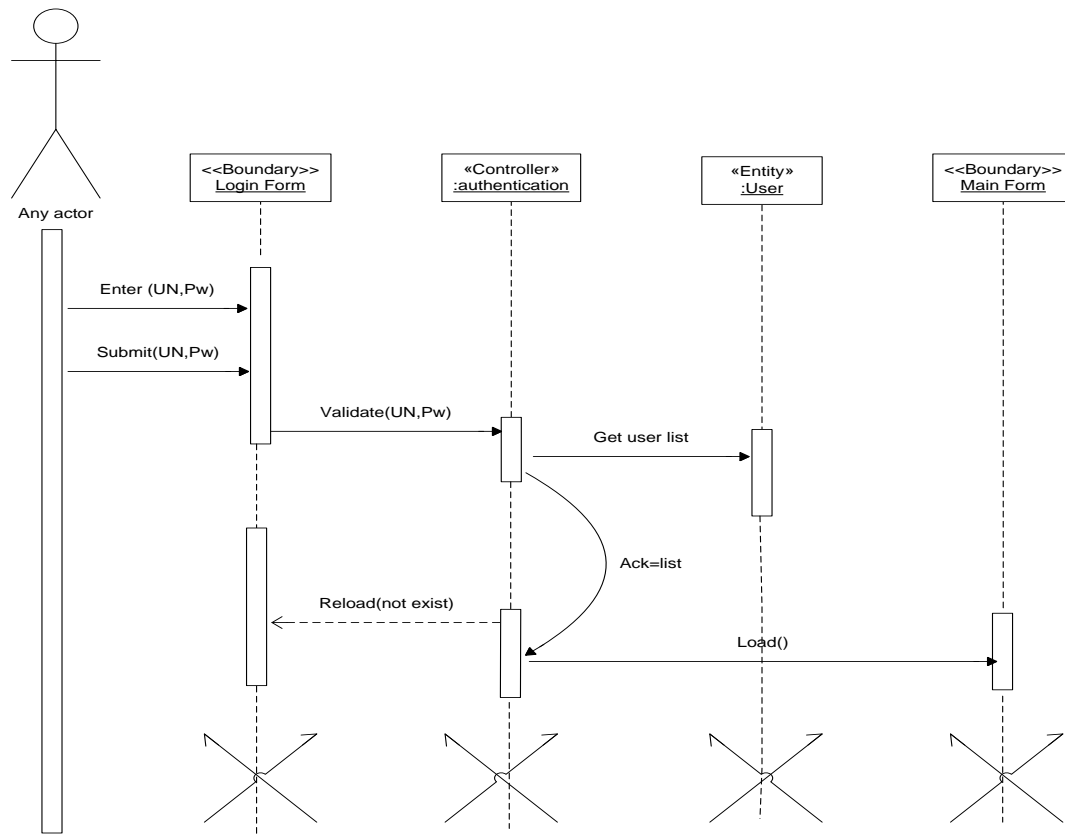 <<Boundary>>
Login Form
«Controller»
:authentication
«Entity»
:User
<<Boundary>>
Main Form
Any actor
Enter (UN,Pw)
Submit(UN,Pw)
Validate(UN,Pw)
Get user list
Ack=list
Reload(not exist)
Load()